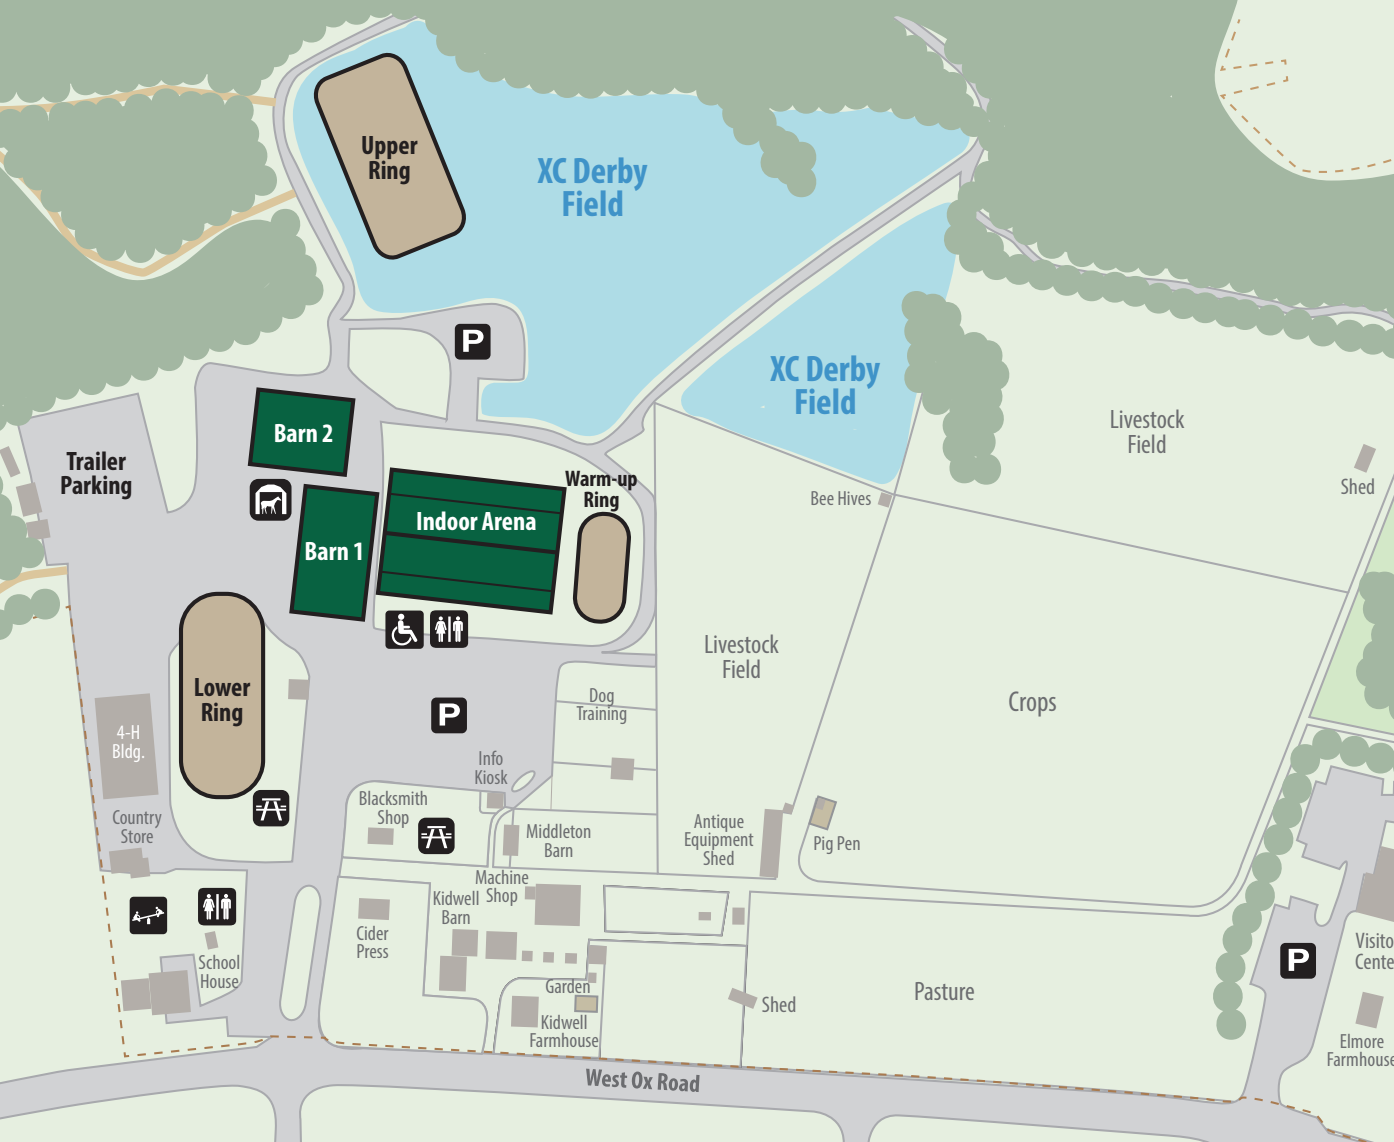 Upper
Ring
XC Derby
Field
P
XC Derby
Field
Barn 2
Livestock
Field
Trailer
Parking
Warm-up
Ring
Shed
Bee Hives
Indoor Arena
Barn 1
Livestock
Field
Lower
Ring
Dog
Training
Crops
P
4-H
Bldg.
Info
Kiosk
Blacksmith
Shop
Country
Store
Middleton
Barn
Antique
Equipment
Shed
Pig Pen
Machine
Shop
Kidwell
Barn
Cider
Press
School
House
Visito
Cente
P
Garden
Pasture
Shed
Kidwell
Farmhouse
Elmore
Farmhouse
West Ox Road